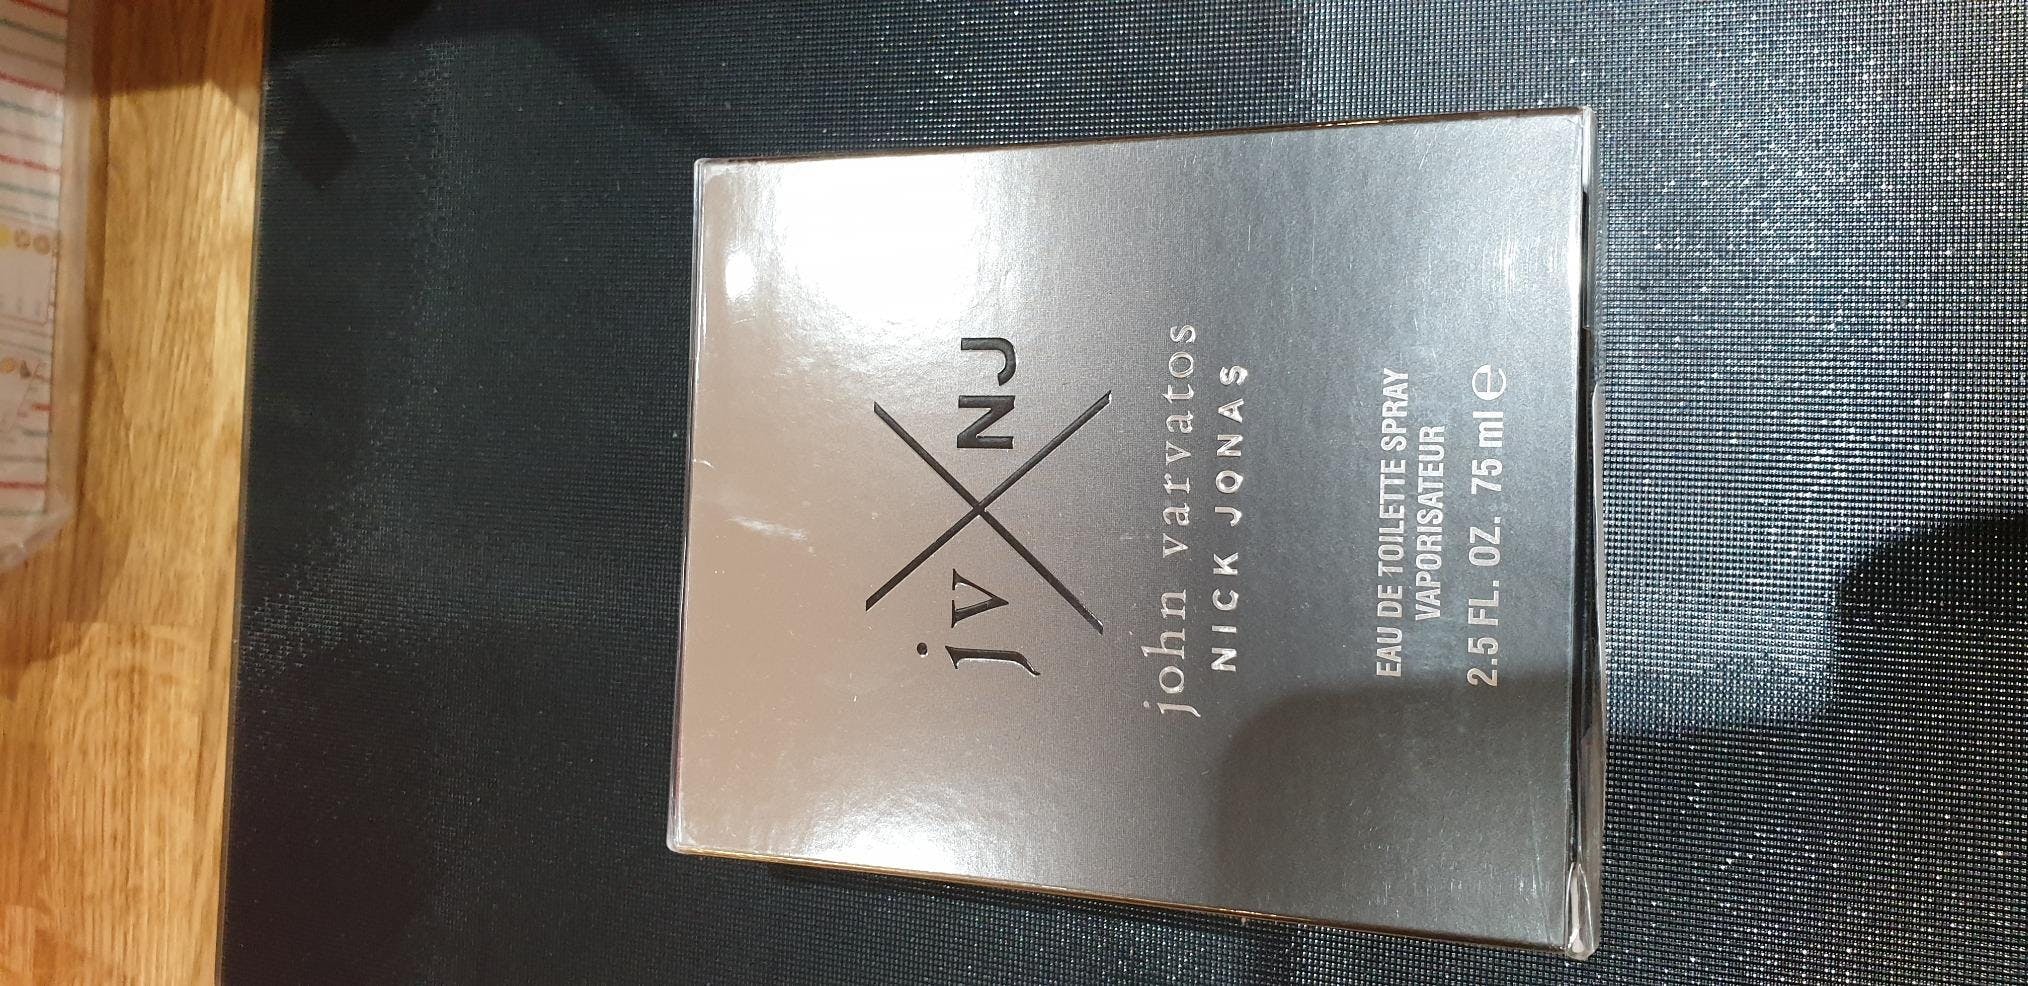 jv X NJ
john varvatos
NICK JONAS
EAU DE TOILETTE SPRAY
VAPORISATEUR
2.5 FL. OZ. 75 ml ℮